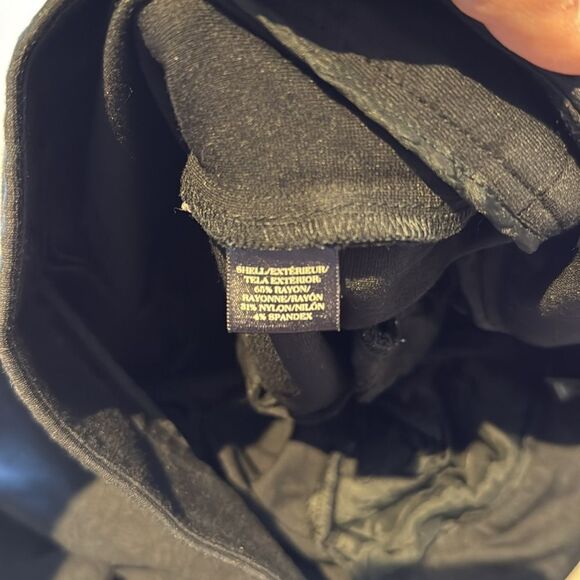 SHELL/EXTÉRIEUR/
TELA EXTERIOR:
65% RAYON/
RAYONNE/RAYÓN
31% NYLON/NILÓN
4% SPANDEX